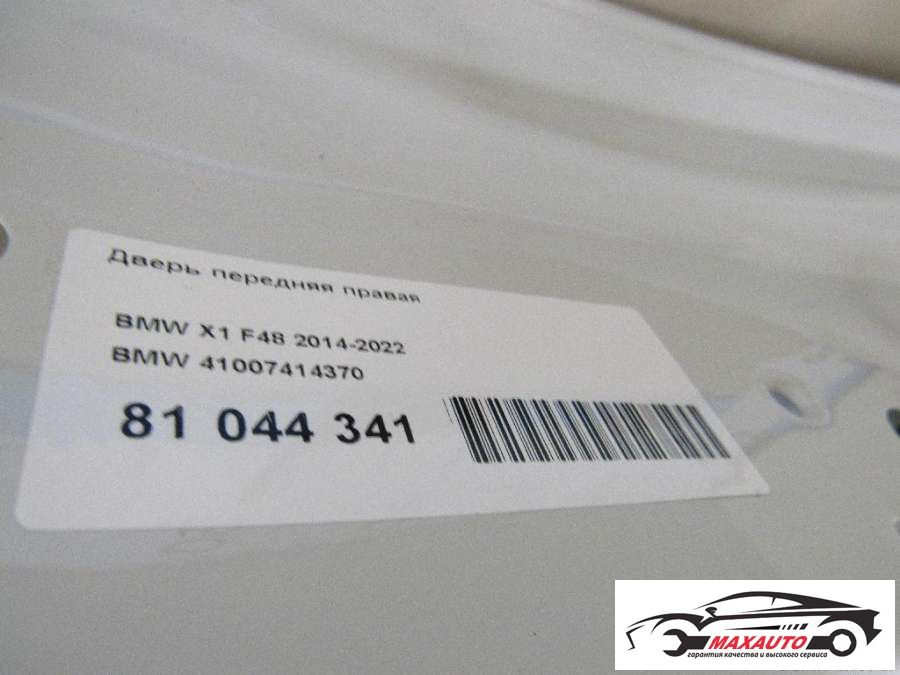 Дверь передняя правая
BMW X1 F48 2014-2022
BMW 41007414370
81 044 341
MAXAUTO
гарантия качества и высокого сервиса